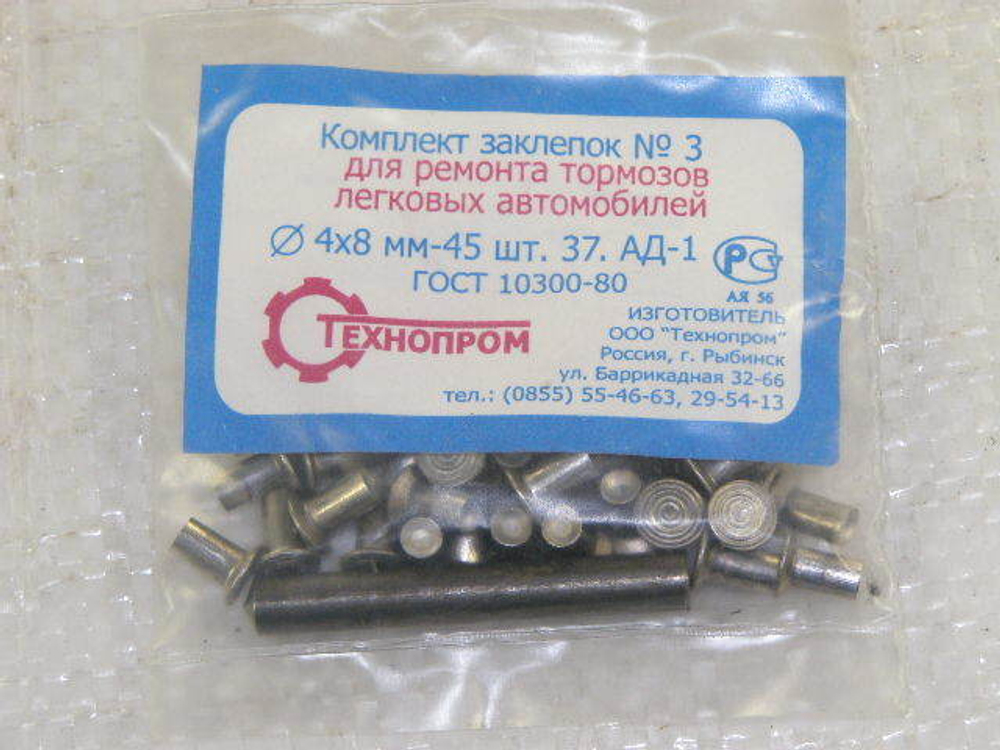 Комплект заклепок № 3
для ремонта тормозов
легковых автомобилей
Ø 4х8 мм-45 шт. 37. АД-1
ГОСТ 10300-80
РСТ
АЯ 56
ТЕХНОПРОМ
ИЗГОТОВИТЕЛЬ
ООО "Технопром"
Россия, г. Рыбинск
ул. Баррикадная 32-66
тел.: (0855) 55-46-63, 29-54-13